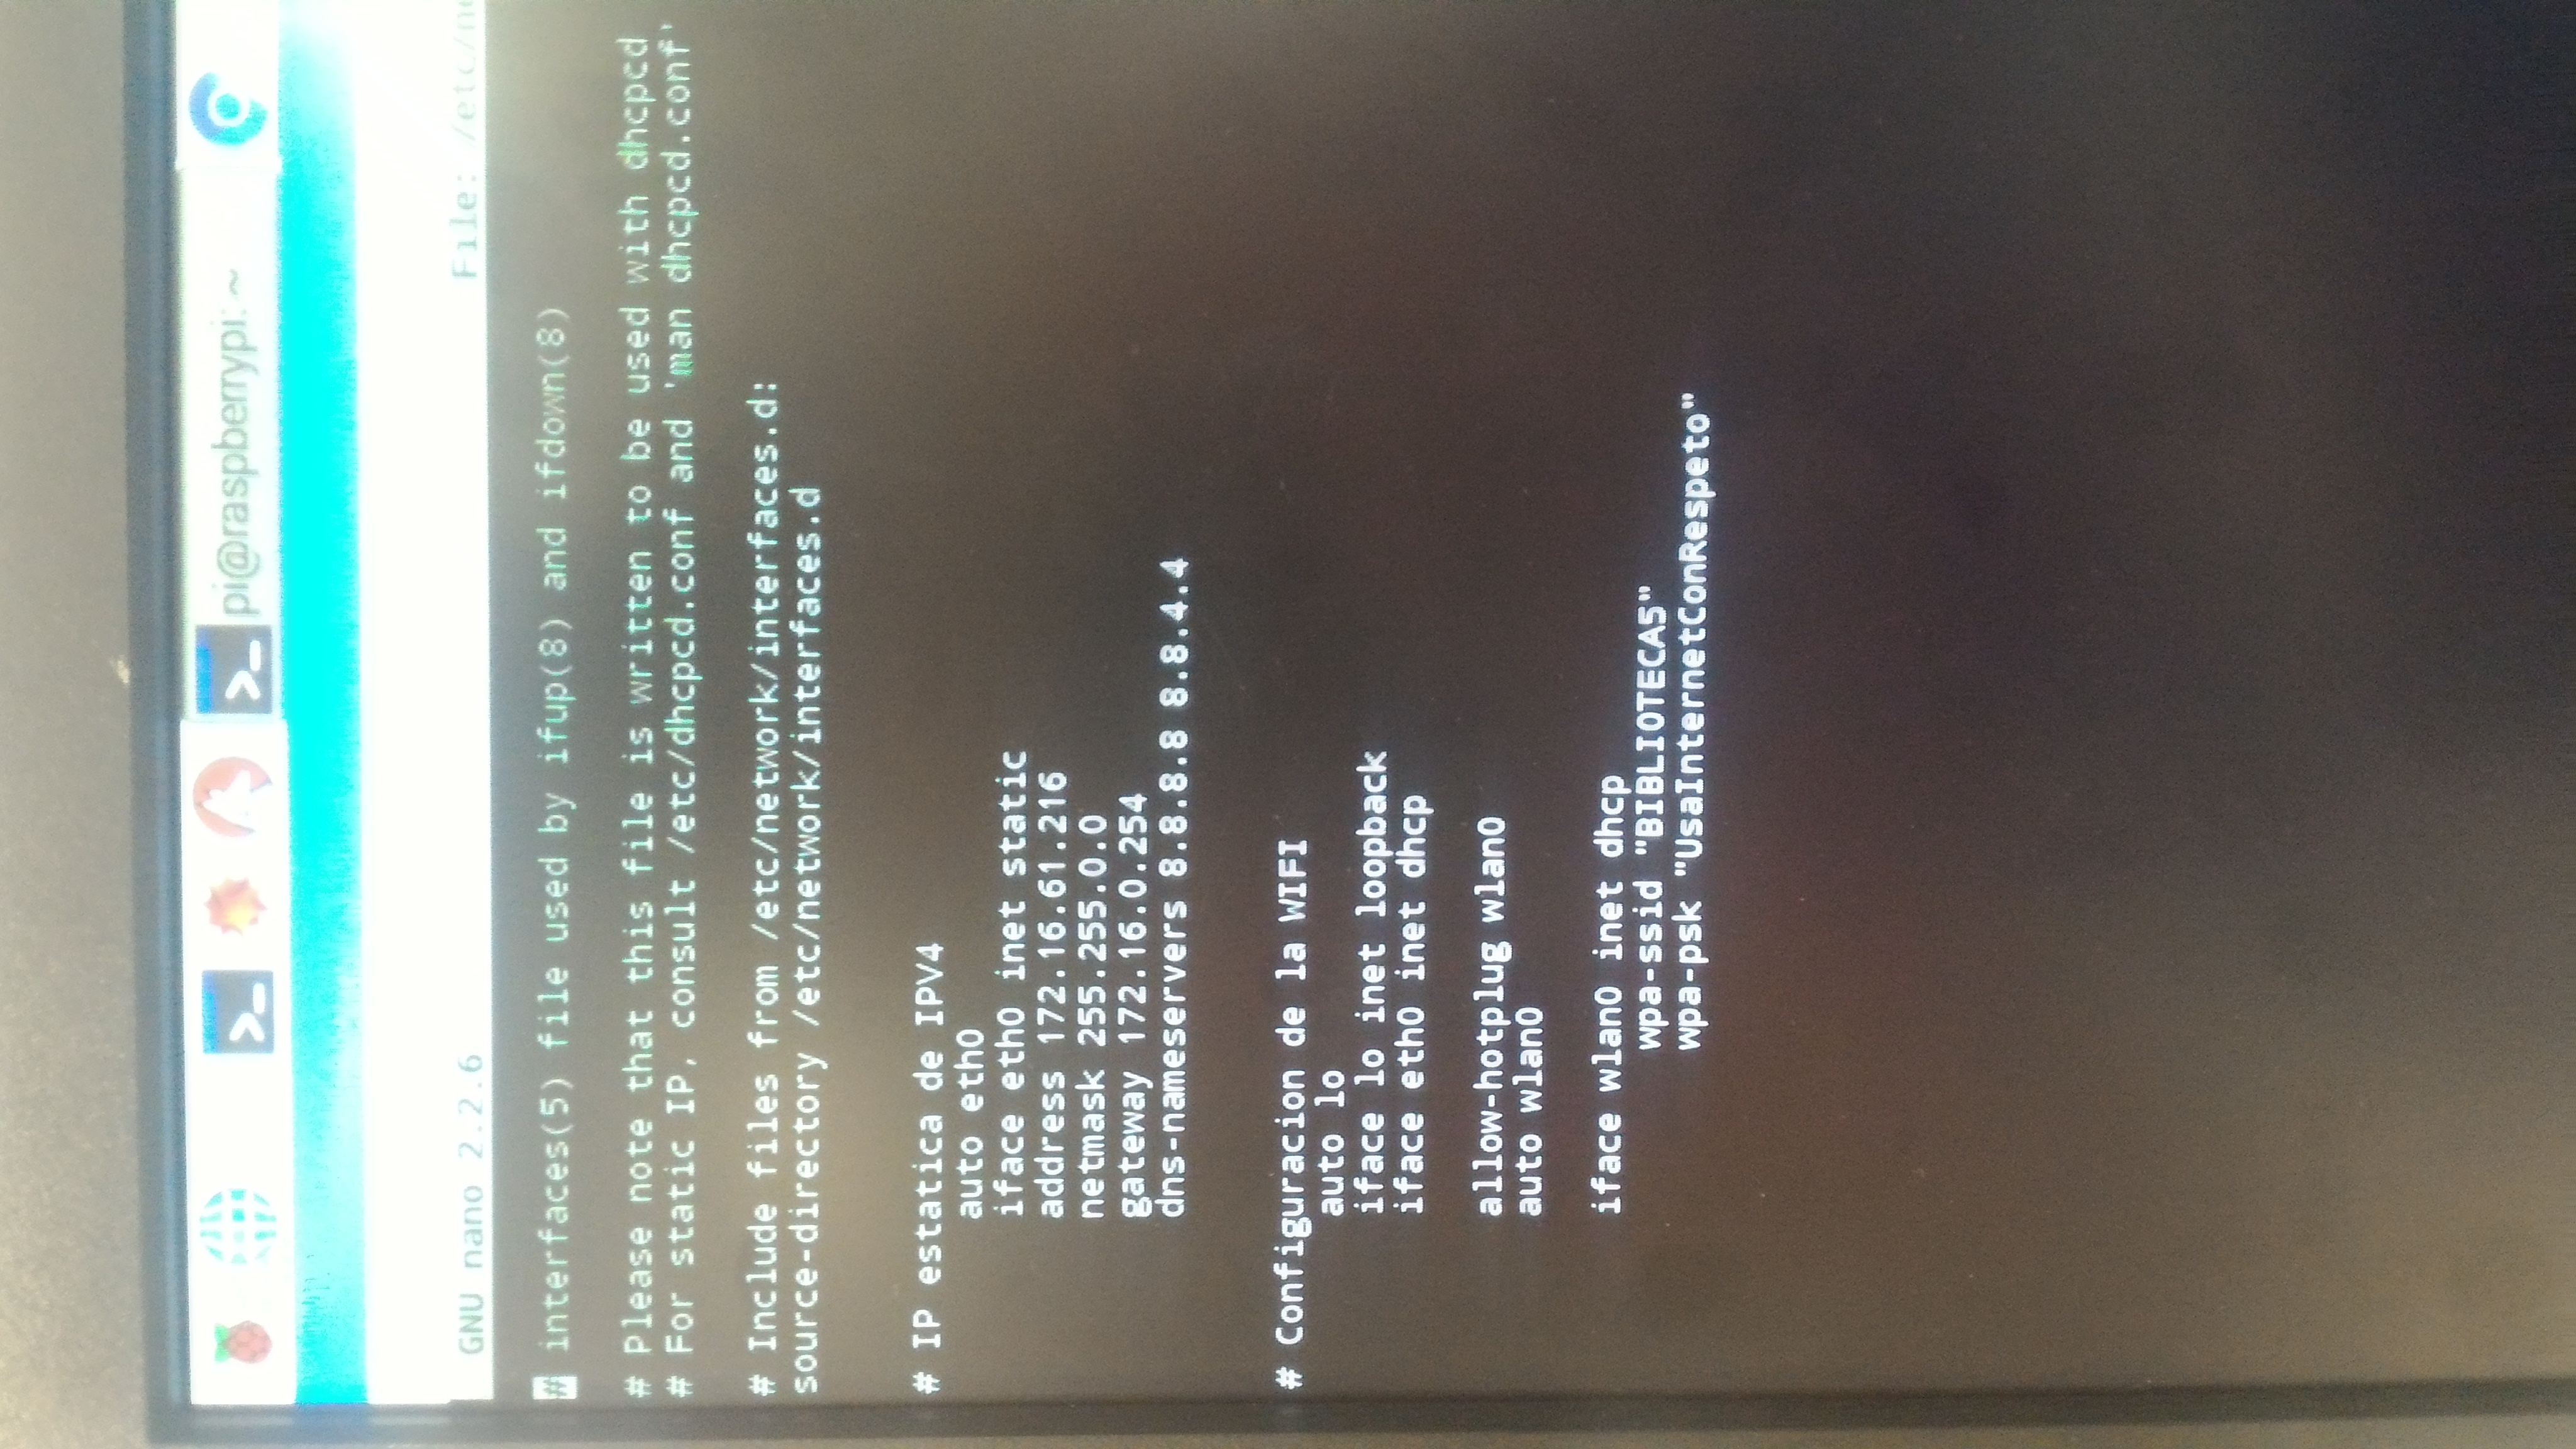 pi@raspberrypi: ~
GNU nano 2.2.6 File: /etc/ne
# interfaces(5) file used by ifup(8) and ifdown(8)
# Please note that this file is written to be used with dhcpcd
# For static IP, consult /etc/dhcpcd.conf and 'man dhcpcd.conf'
# Include files from /etc/network/interfaces.d:
source-directory /etc/network/interfaces.d
# IP estatica de IPV4
auto eth0
iface eth0 inet static
address 172.16.61.216
netmask 255.255.0.0
gateway 172.16.0.254
dns-nameservers 8.8.8.8 8.8.4.4
# Configuracion de la WIFI
auto lo
iface lo inet loopback
iface eth0 inet dhcp
allow-hotplug wlan0
auto wlan0
iface wlan0 inet dhcp
wpa-ssid "BIBLIOTECA5"
wpa-psk "UsaInternetConRespeto"